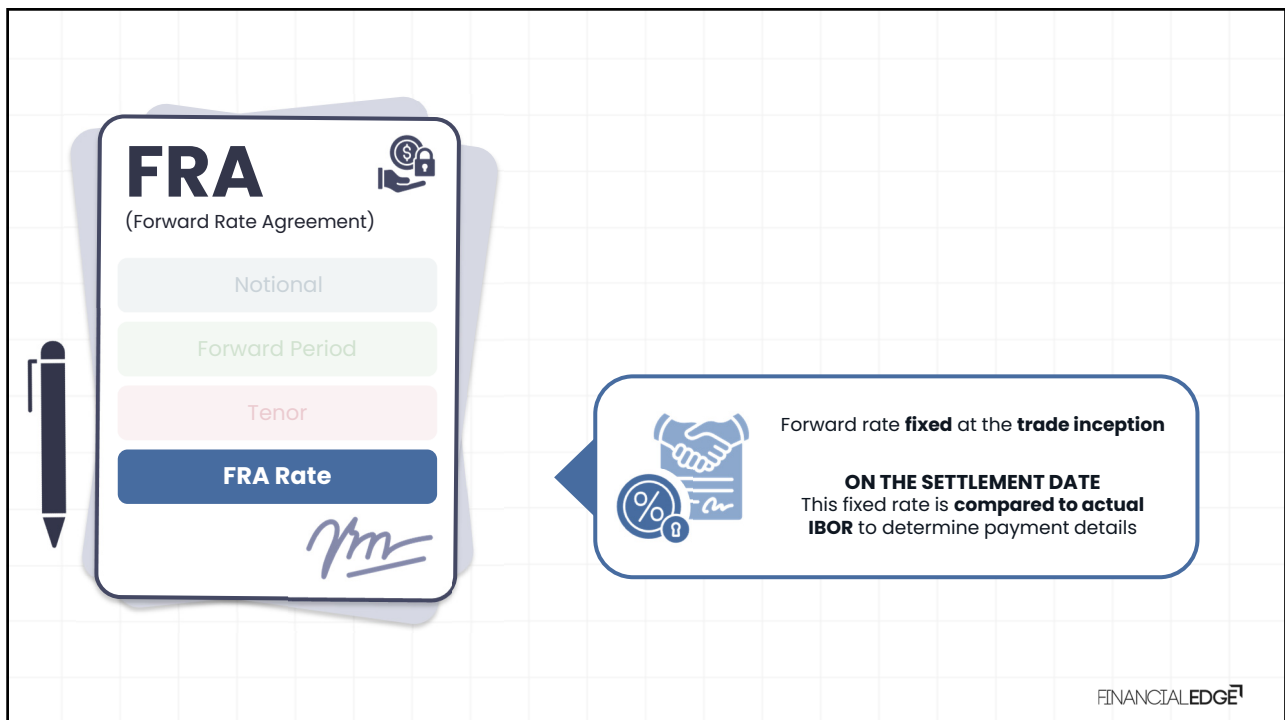 FRA
(Forward Rate Agreement)
Notional
Forward Period
Tenor
FRA Rate
Forward rate fixed at the trade inception
ON THE SETTLEMENT DATE
This fixed rate is compared to actual
IBOR to determine payment details
FINANCIALEDGE